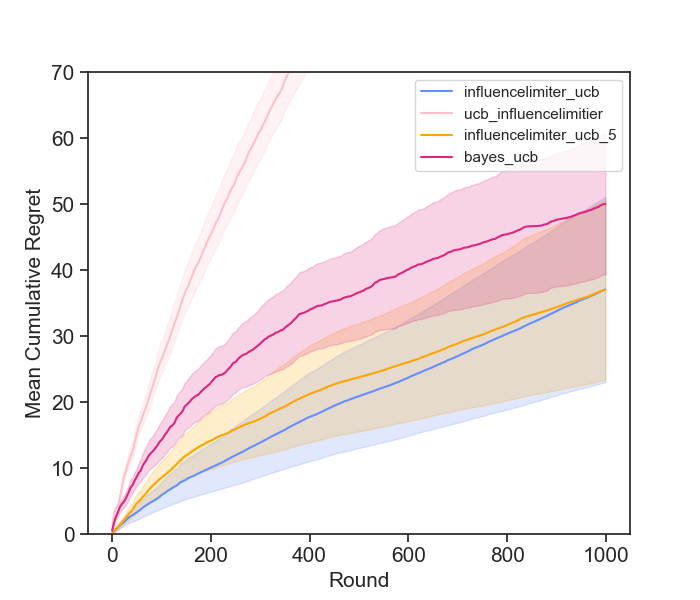 70
60
50
40
30
20
10
0
Mean Cumulative Regret
influencelimiter_ucb
ucb_influencelimitier
influencelimiter_ucb_5
bayes_ucb
0 200 400 600 800 1000
Round